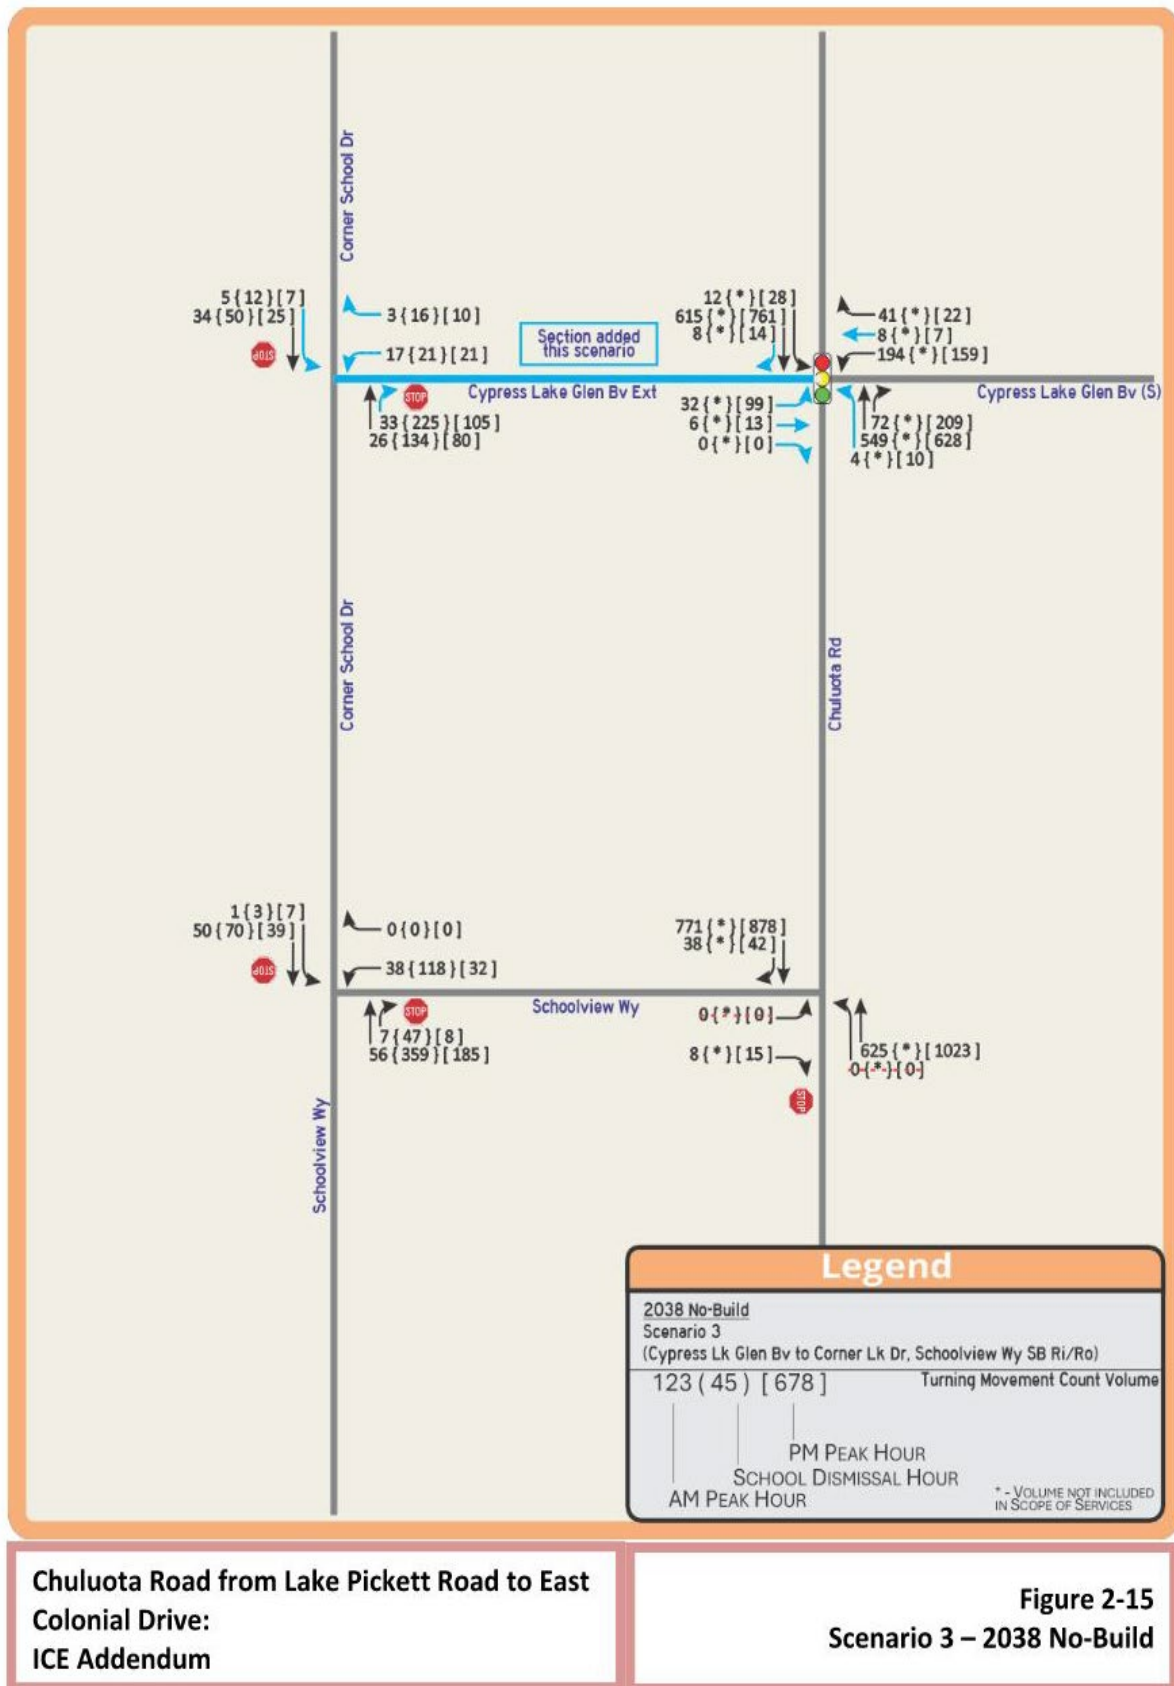 Corner School Dr
5 { 12 } [ 7 ]
34 { 50 } [ 25 ]
STOP
3 { 16 } [ 10 ]
17 { 21 } [ 21 ]
Section added
this scenario
12 { * } [ 28 ]
615 { * } [ 761 ]
8 { * } [ 14 ]
41 { * } [ 22 ]
8 { * } [ 7 ]
194 { * } [ 159 ]
Cypress Lake Glen Bv Ext
Cypress Lake Glen Bv (S)
STOP
33 { 225 } [ 105 ]
26 { 134 } [ 80 ]
32 { * } [ 99 ]
6 { * } [ 13 ]
0 { * } [ 0 ]
72 { * } [ 209 ]
549 { * } [ 628 ]
4 { * } [ 10 ]
Corner School Dr
Chuluota Rd
1 { 3 } [ 7 ]
50 { 70 } [ 39 ]
STOP
0 { 0 } [ 0 ]
38 { 118 } [ 32 ]
771 { * } [ 878 ]
38 { * } [ 42 ]
Schoolview Wy
STOP
7 { 47 } [ 8 ]
56 { 359 } [ 185 ]
0 { * } [ 0 ]
8 { * } [ 15 ]
STOP
625 { * } [ 1023 ]
0 { * } [ 0 ]
Schoolview Wy
Legend
2038 No-Build
Scenario 3
(Cypress Lk Glen Bv to Corner Lk Dr, Schoolview Wy SB Ri/Ro)
123 ( 45 ) [ 678 ] Turning Movement Count Volume
PM PEAK HOUR
SCHOOL DISMISSAL HOUR
AM PEAK HOUR
* - VOLUME NOT INCLUDED
IN SCOPE OF SERVICES
Chuluota Road from Lake Pickett Road to East
Colonial Drive:
ICE Addendum
Figure 2-15
Scenario 3 – 2038 No-Build